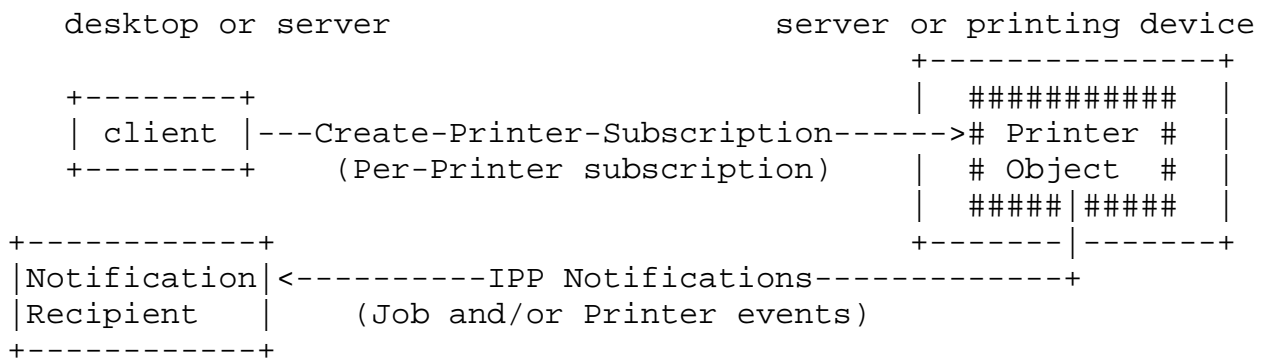 desktop or server                      server or printing device
                                               +---------------+
   +--------+                                  |  ###########  |
   | client |---Create-Printer-Subscription------># Printer #  |
   +--------+    (Per-Printer subscription)    |  # Object  #  |
                                               |  #####|#####  |
+------------+                                 +-------|-------+
|Notification|<----------IPP Notifications-------------+
|Recipient   |    (Job and/or Printer events)
+------------+